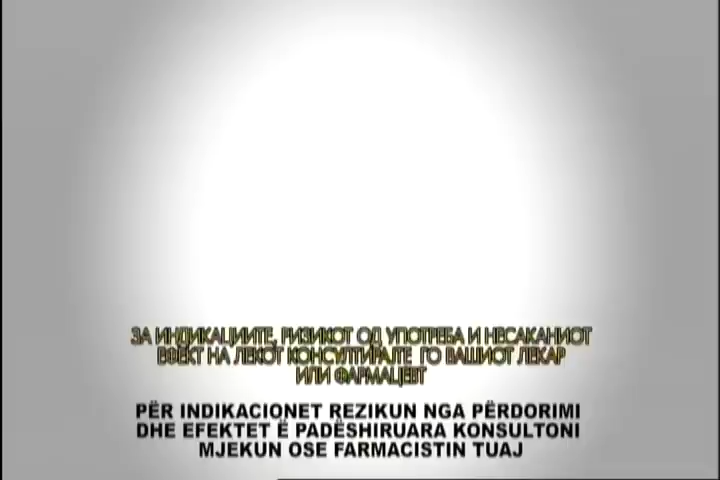 ЗА ИНДИКАЦИИТЕ, РИЗИКОТ ОД УПОТРЕБА И НЕСАКАНИОТ
ЕФЕКТ НА ЛЕКОТ КОНСУЛТИРАЈТЕ ГО ВАШИОТ ЛЕКАР
ИЛИ ФАРМАЦЕВТ
PËR INDIKACIONET REZIKUN NGA PËRDORIMI
DHE EFEKTET E PADËSHIRUARA KONSULTONI
MJEKUN OSE FARMACISTIN TUAJ